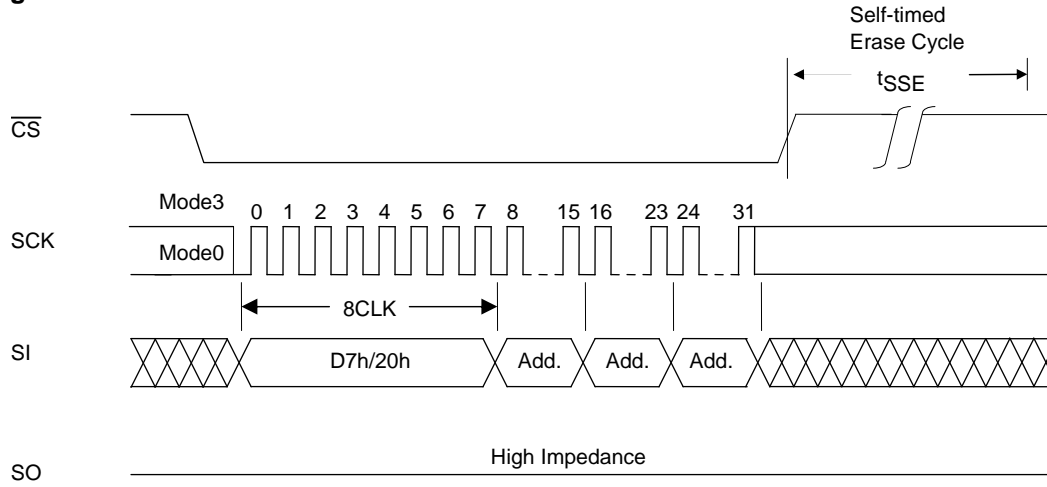 g
Self-timed
Erase Cycle
tSSE
CS
Mode3
0 1 2 3 4 5 6 7 8 15 16 23 24 31
SCK
Mode0
8CLK
SI
D7h/20h Add. Add. Add.
High Impedance
SO